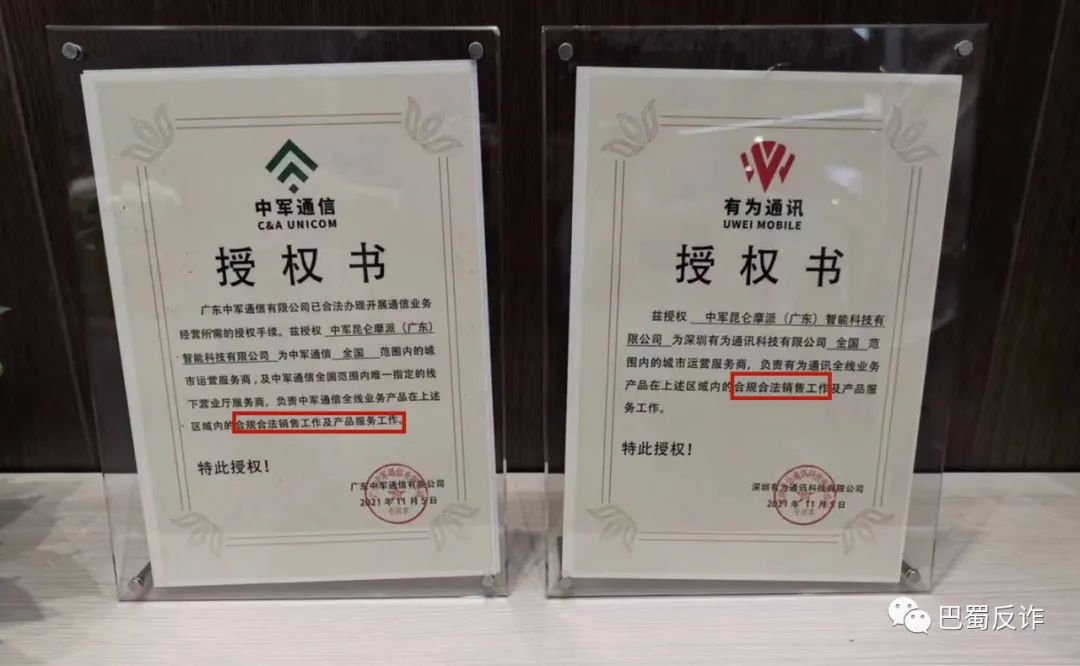 中军通信
C&A UNICOM
授权书
广东中军通信有限公司已合法办理开展通信业务
经营所需的授权手续。兹授权 中军昆仑摩派（广东）
智能科技有限公司 为中军通信 全国 范围内的城
市运营服务商，及中军通信全国范围内唯一指定的线
下营业厅服务商，负责中军通信全线业务产品在上述
区域内的合规合法销售工作及产品服务工作。
特此授权！
广东中军通信有限公司
2021年11月5日
专用章
有为通讯
UWEI MOBILE
授权书
兹授权 中军昆仑摩派（广东）智能科技有
限公司 为深圳有为通讯科技有限公司 全国 范
围内的城市运营服务商，负责有为通讯全线业务
产品在上述区域内的合规合法销售工作及产品服
务工作。
特此授权！
深圳有为通讯科技有限公司
2021年11月5日
专用章
巴蜀反诈